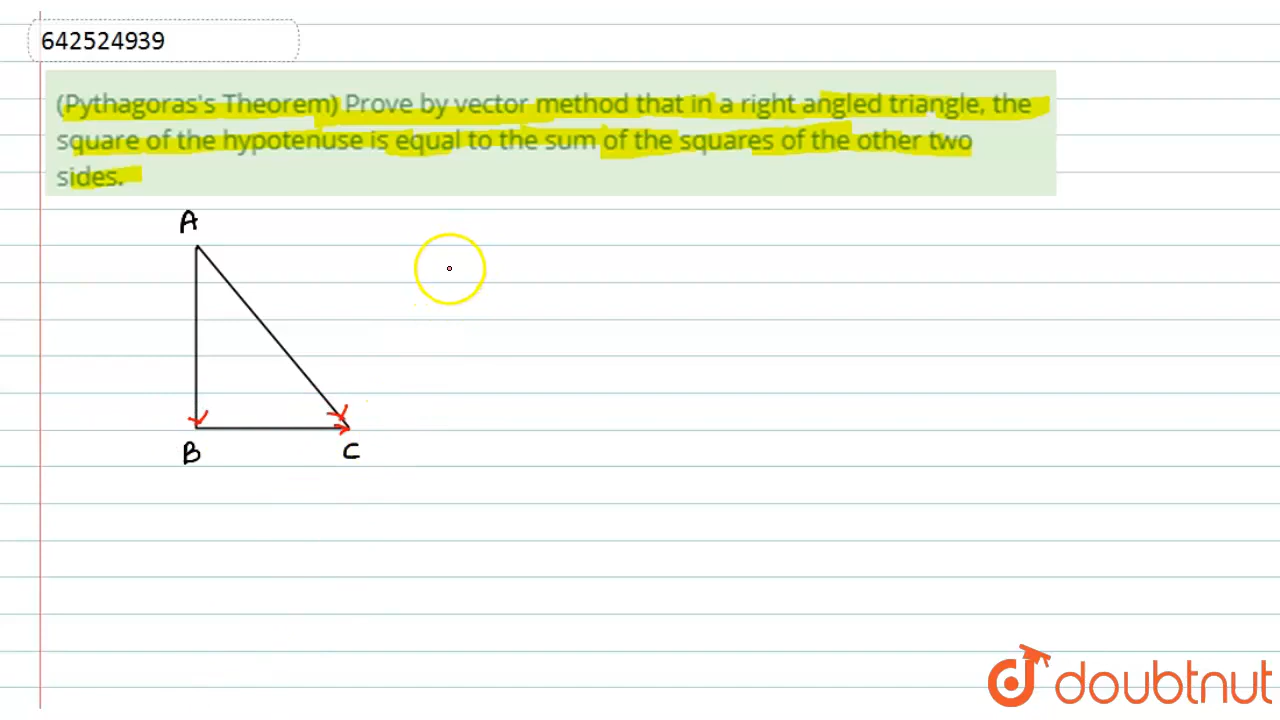 642524939
(Pythagoras's Theorem) Prove by vector method that in a right angled triangle, the
square of the hypotenuse is equal to the sum of the squares of the other two
sides.
A
B
C
doubtnut